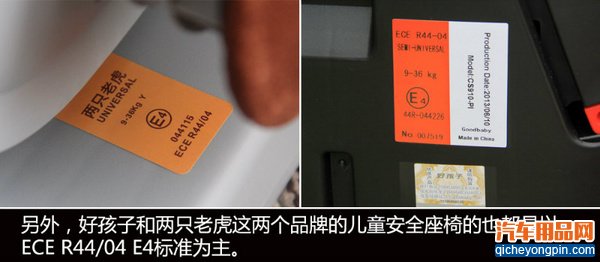 两只老虎
UNIVERSAL
9-36Kg Y
E4
044115
ECE R44/04
ECE R44-04
SEMI-UNIVERSAL
9-36 kg
E4
44R-044226
No 007519
Production Date:2013/06/10
Model:CS910-PI
Goodbaby
Made in China
好孩子
另外，好孩子和两只老虎这两个品牌的儿童安全座椅的也都是以
ECE R44/04 E4标准为主。
汽车用品网
qicheyongpin.com